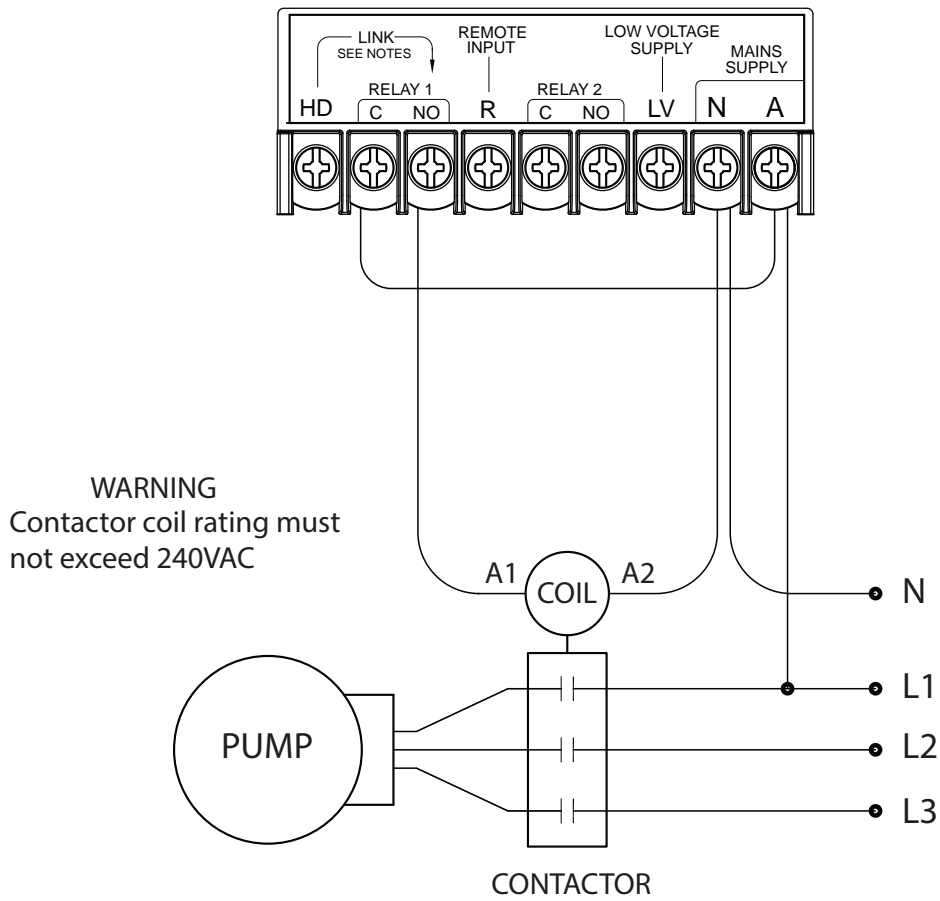 LINK
SEE NOTES
REMOTE
INPUT
LOW VOLTAGE
SUPPLY
MAINS
SUPPLY
RELAY 1
RELAY 2
HD
C
NO
R
C
NO
LV
N
A
WARNING
Contactor coil rating must
not exceed 240VAC
A1
COIL
A2
N
L1
PUMP
L2
L3
CONTACTOR